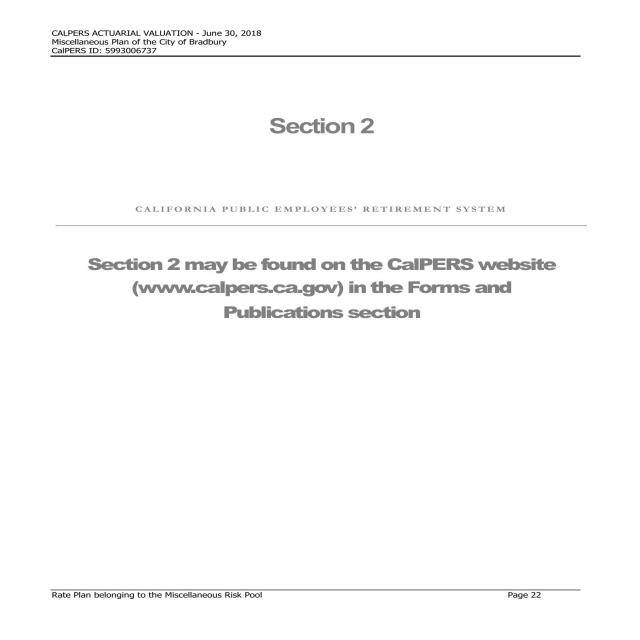 CALPERS ACTUARIAL VALUATION - June 30, 2018
Miscellaneous Plan of the City of Bradbury
CalPERS ID: 5993006737
Section 2
CALIFORNIA PUBLIC EMPLOYEES' RETIREMENT SYSTEM
Section 2 may be found on the CalPERS website
(www.calpers.ca.gov) in the Forms and
Publications section
Rate Plan belonging to the Miscellaneous Risk Pool Page 22